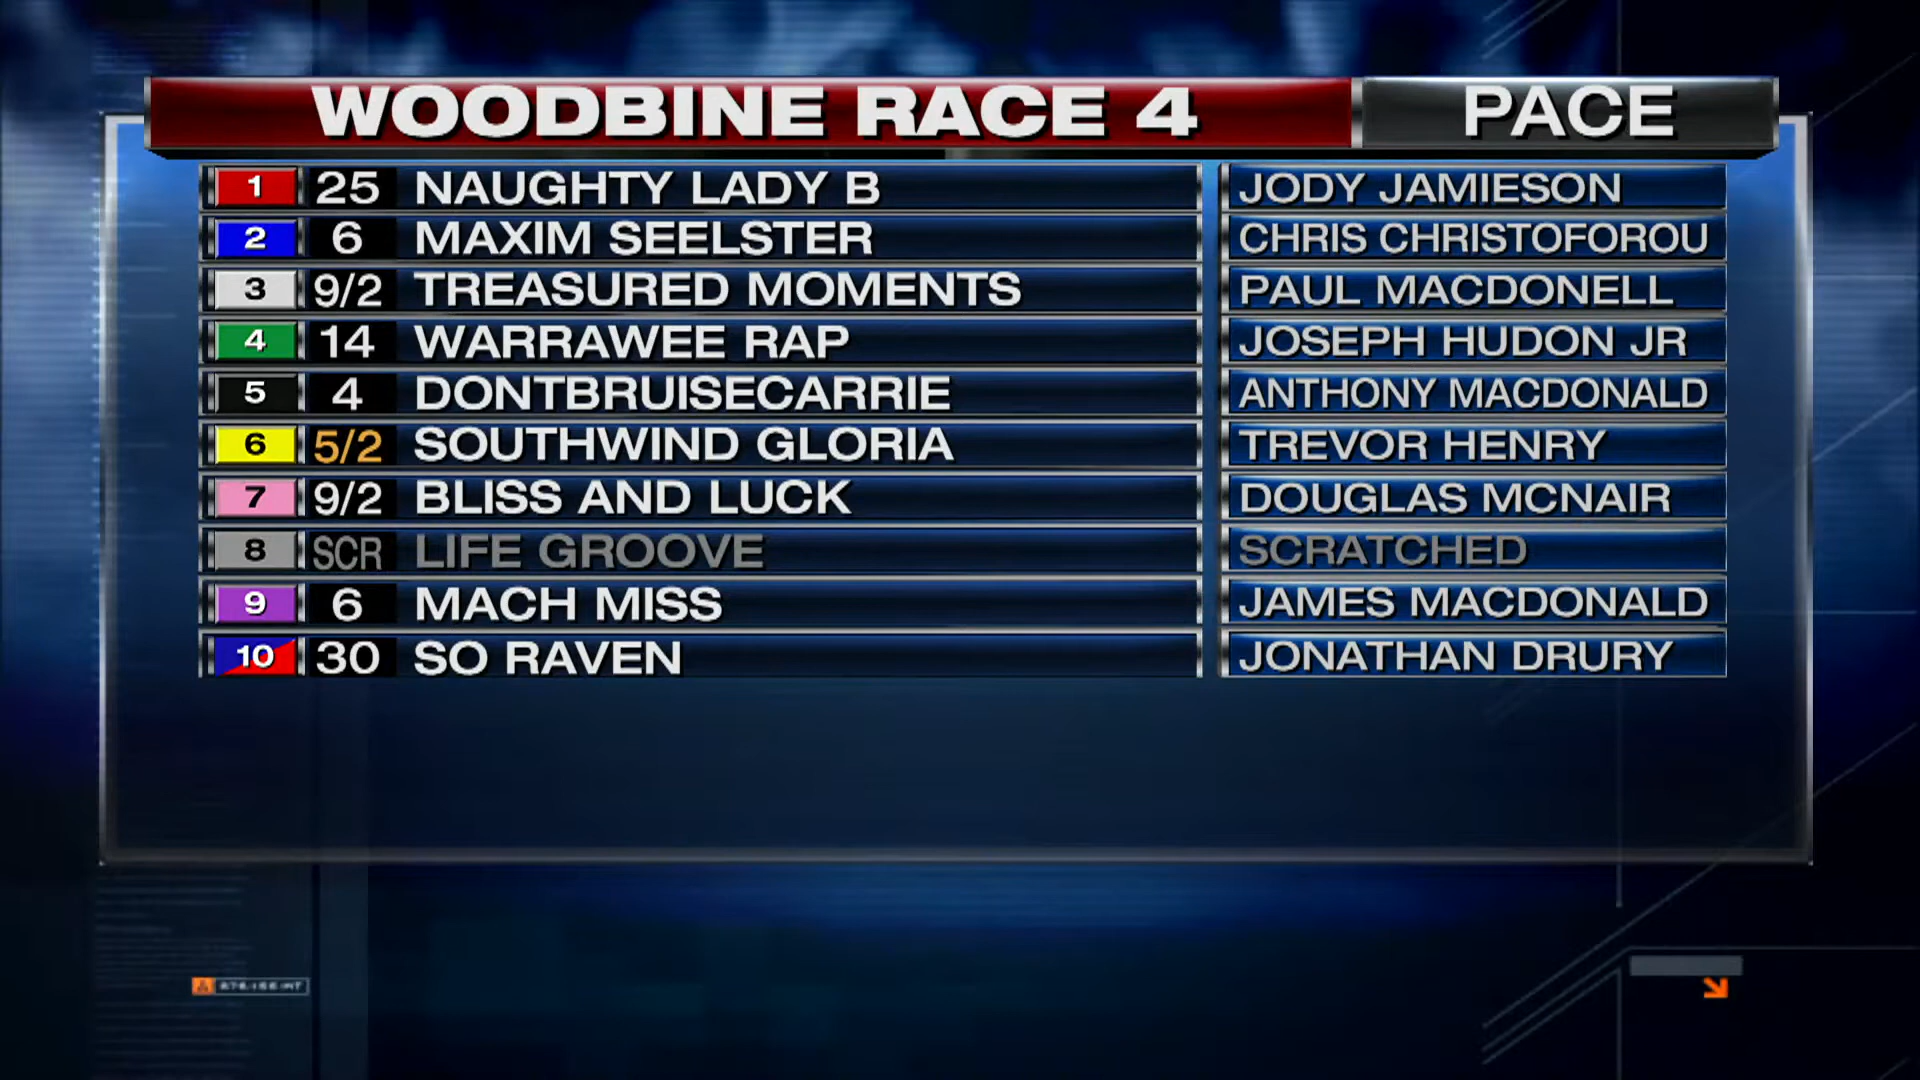 WOODBINE RACE 4 PACE
1 25 NAUGHTY LADY B JODY JAMIESON
2 6 MAXIM SEELSTER CHRIS CHRISTOFOROU
3 9/2 TREASURED MOMENTS PAUL MACDONELL
4 14 WARRAWEE RAP JOSEPH HUDON JR
5 4 DONTBRUISECARRIE ANTHONY MACDONALD
6 5/2 SOUTHWIND GLORIA TREVOR HENRY
7 9/2 BLISS AND LUCK DOUGLAS MCNAIR
8 SCR LIFE GROOVE SCRATCHED
9 6 MACH MISS JAMES MACDONALD
10 30 SO RAVEN JONATHAN DRURY